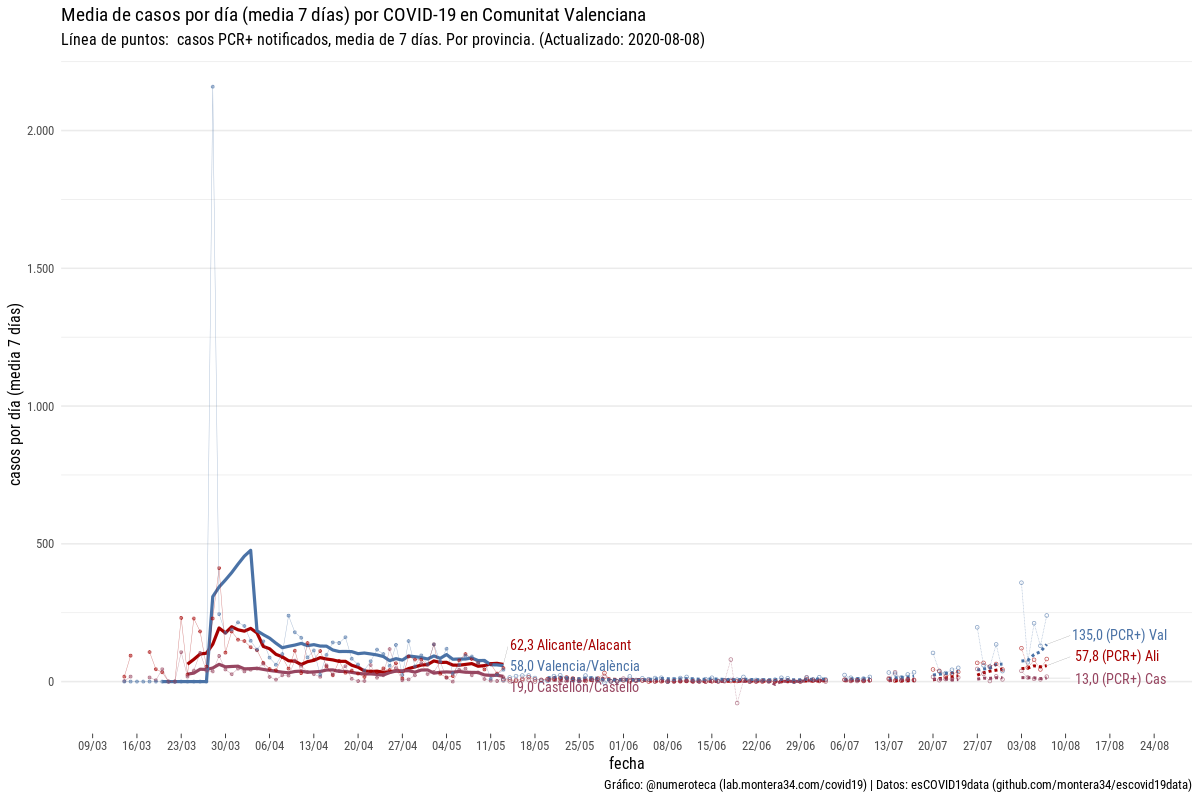 Media de casos por día (media 7 días) por COVID-19 en Comunitat Valenciana
Línea de puntos:  casos PCR+ notificados, media de 7 días. Por provincia. (Actualizado: 2020-08-08)
casos por día (media 7 días)
2.000
1.500
1.000
500
0
62,3 Alicante/Alacant
58,0 Valencia/València
19,0 Castellón/Castelló
135,0 (PCR+) Val
57,8 (PCR+) Ali
13,0 (PCR+) Cas
09/03 16/03 23/03 30/03 06/04 13/04 20/04 27/04 04/05 11/05 18/05 25/05 01/06 08/06 15/06 22/06 29/06 06/07 13/07 20/07 27/07 03/08 10/08 17/08 24/08
fecha
Gráfico: @numeroteca (lab.montera34.com/covid19) | Datos: esCOVID19data (github.com/montera34/escovid19data)